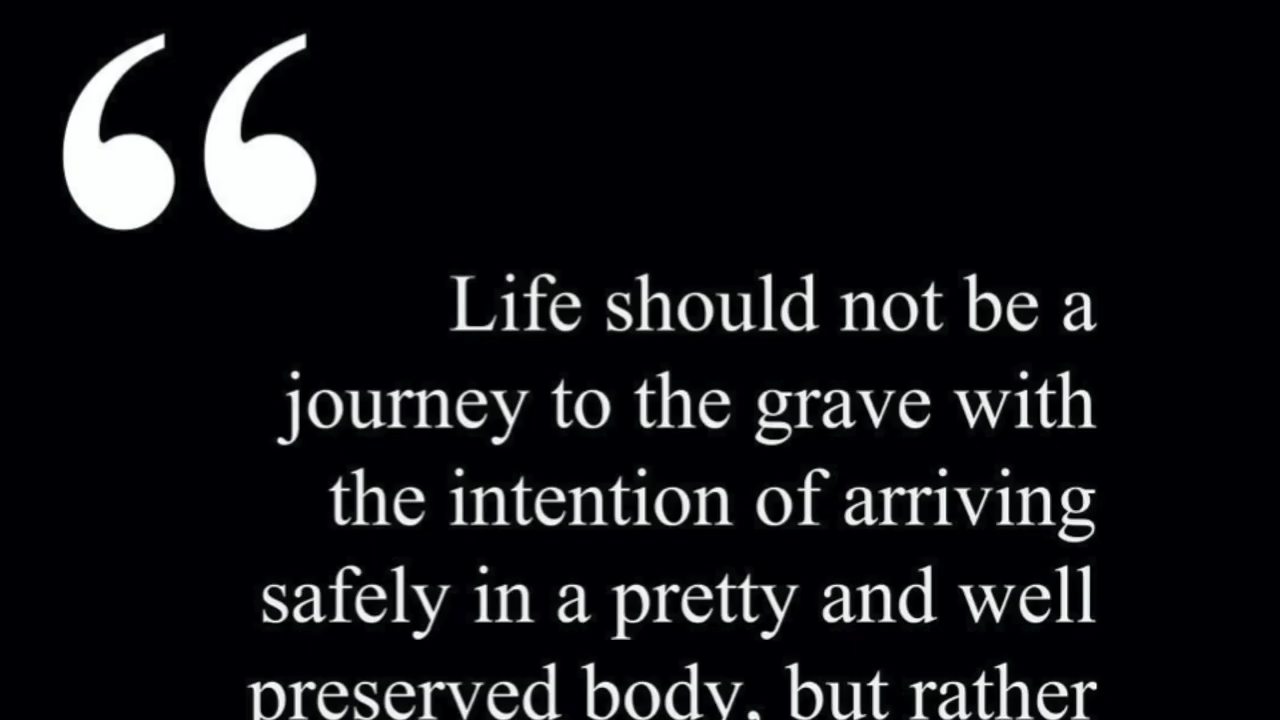 “
Life should not be a
journey to the grave with
the intention of arriving
safely in a pretty and well
preserved body, but rather